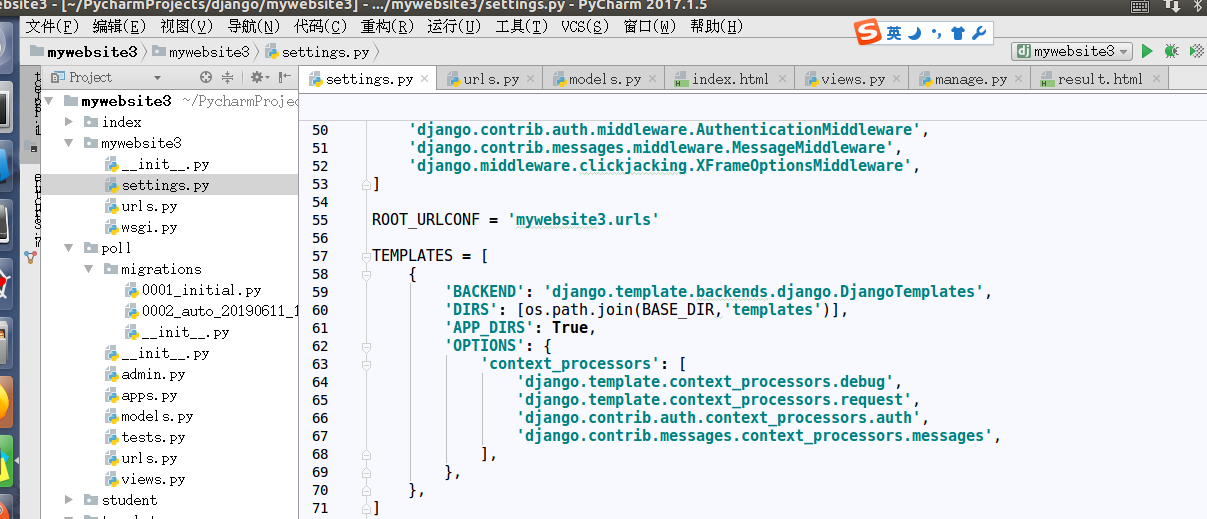 ebsite3 - [~/PycharmProjects/django/mywebsite3] - .../mywebsite3/settings.py - PyCharm 2017.1.5
文件(F) 编辑(E) 视图(V) 导航(N) 代码(C) 重构(R) 运行(U) 工具(T) VCS(S) 窗口(W) 帮助(H)
英
mywebsite3 mywebsite3 settings.py
mywebsite3
Project
settings.py urls.py models.py index.html views.py manage.py result.html
mywebsite3 ~/PycharmProjec
index
mywebsite3
__init__.py
settings.py
urls.py
wsgi.py
poll
migrations
0001_initial.py
0002_auto_20190611_1
__init__.py
__init__.py
admin.py
apps.py
models.py
tests.py
urls.py
views.py
student
50 'django.contrib.auth.middleware.AuthenticationMiddleware',
51 'django.contrib.messages.middleware.MessageMiddleware',
52 'django.middleware.clickjacking.XFrameOptionsMiddleware',
53 ]
54
55 ROOT_URLCONF = 'mywebsite3.urls'
56
57 TEMPLATES = [
58 {
59 'BACKEND': 'django.template.backends.django.DjangoTemplates',
60 'DIRS': [os.path.join(BASE_DIR,'templates')],
61 'APP_DIRS': True,
62 'OPTIONS': {
63 'context_processors': [
64 'django.template.context_processors.debug',
65 'django.template.context_processors.request',
66 'django.contrib.auth.context_processors.auth',
67 'django.contrib.messages.context_processors.messages',
68 ],
69 },
70 },
71 ]